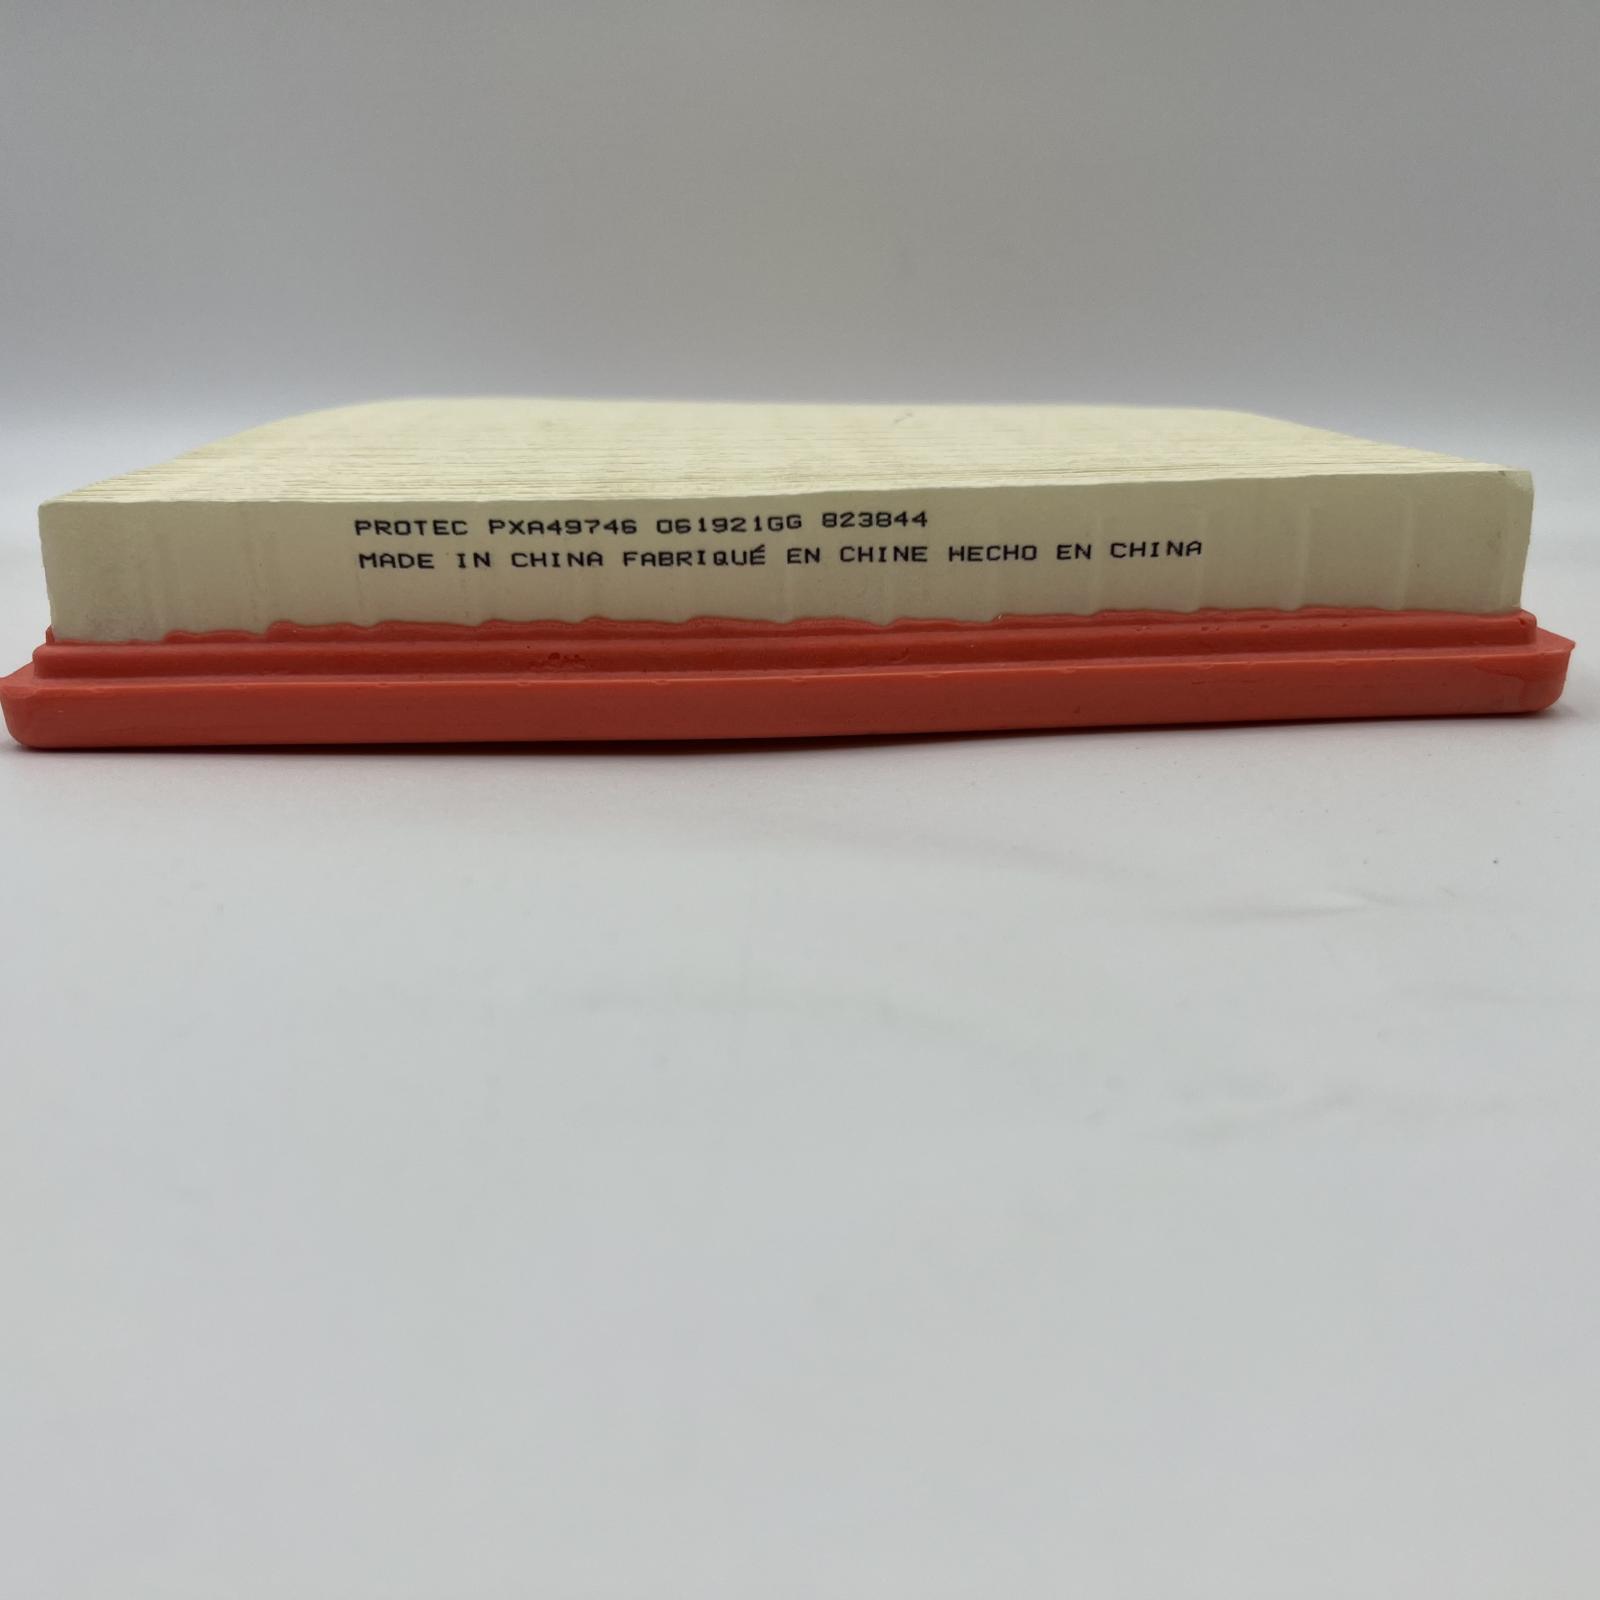 PROTEC PXA49746 061921GG 823844
MADE IN CHINA FABRIQUÉ EN CHINE HECHO EN CHINA